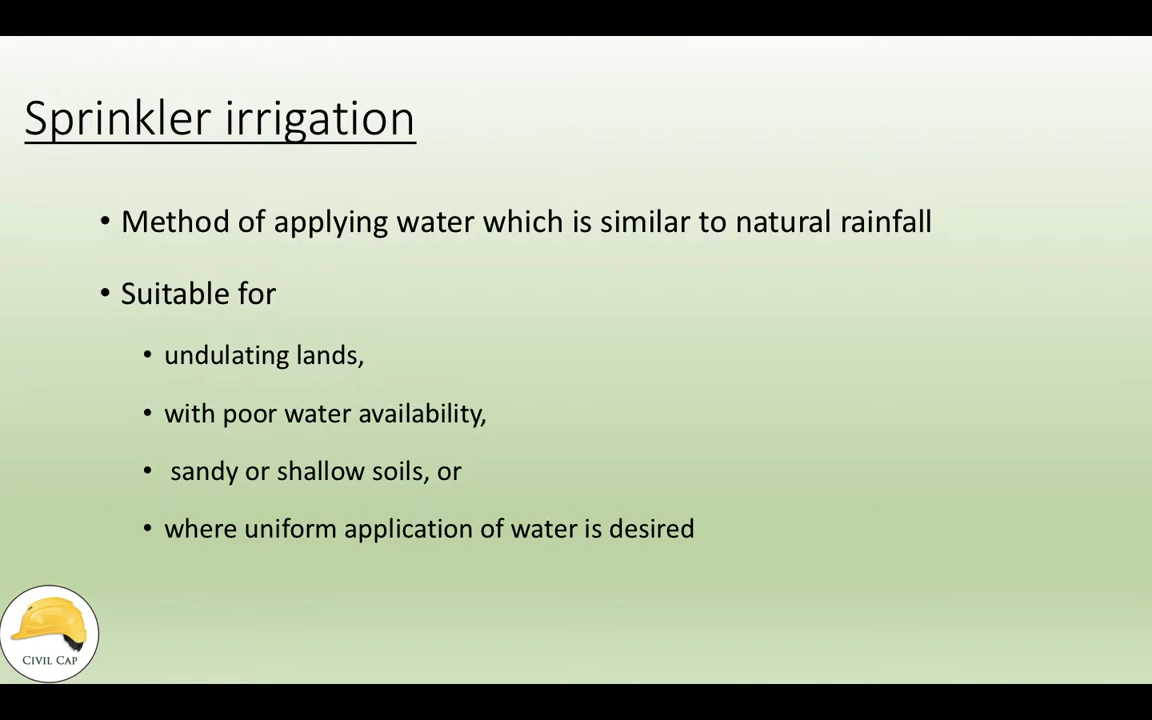 Sprinkler irrigation
• Method of applying water which is similar to natural rainfall
• Suitable for
• undulating lands,
• with poor water availability,
• sandy or shallow soils, or
• where uniform application of water is desired
CIVIL CAP